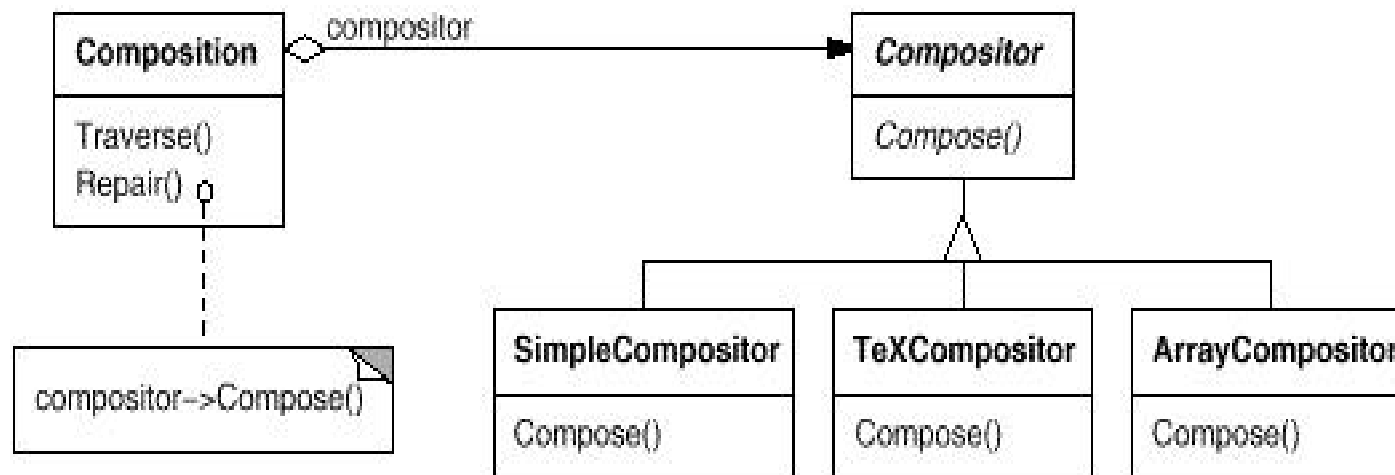 compositor
Composition
Traverse()
Repair()
compositor->Compose()
Compositor
Compose()
SimpleCompositor
Compose()
TeXCompositor
Compose()
ArrayCompositor
Compose()